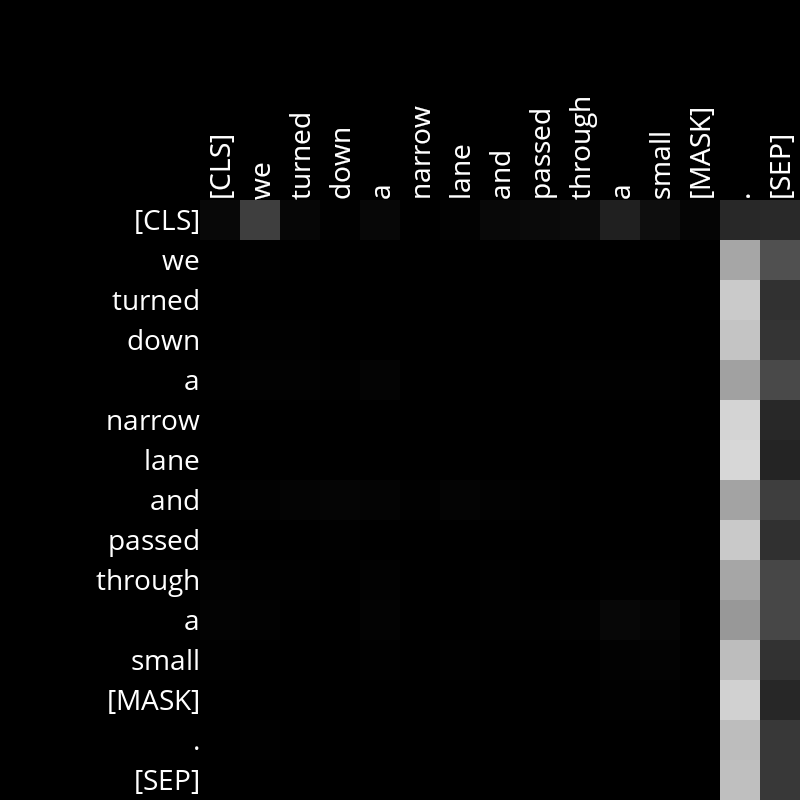 [CLS] we turned down a narrow lane and passed through a small [MASK] . [SEP]
[CLS]
we
turned
down
a
narrow
lane
and
passed
through
a
small
[MASK]
.
[SEP]